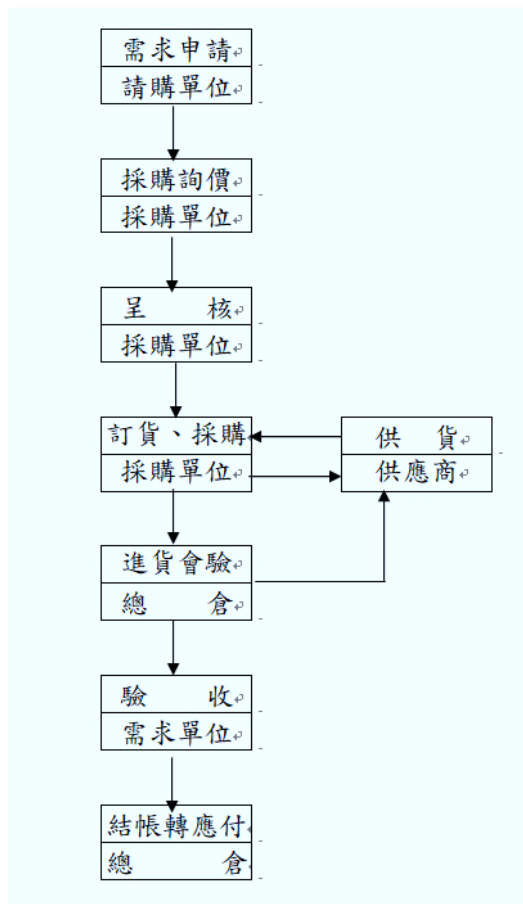 需求申請
請購單位
採購詢價
採購單位
呈　　核
採購單位
訂貨、採購
採購單位
供　貨
供應商
進貨會驗
總　　倉
驗　　收
需求單位
結帳轉應付
總　　倉